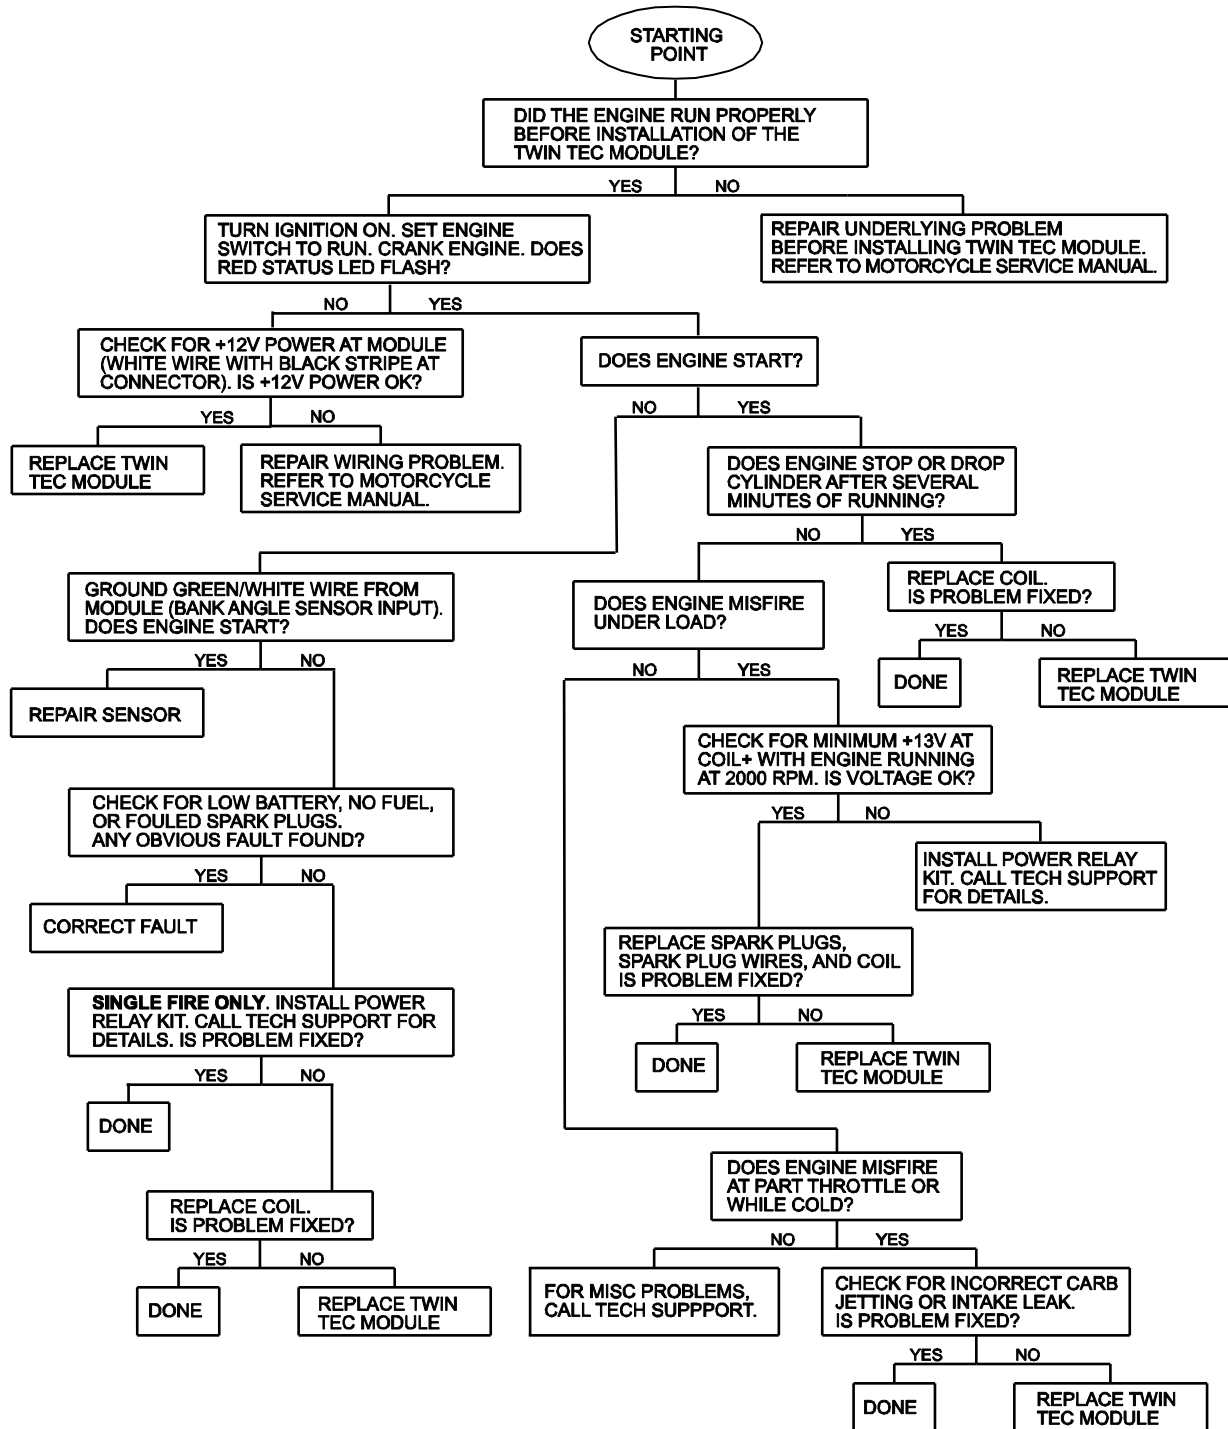 STARTING
POINT
DID THE ENGINE RUN PROPERLY
BEFORE INSTALLATION OF THE
TWIN TEC MODULE?
YES NO
TURN IGNITION ON. SET ENGINE
SWITCH TO RUN. CRANK ENGINE. DOES
RED STATUS LED FLASH?
REPAIR UNDERLYING PROBLEM
BEFORE INSTALLING TWIN TEC MODULE.
REFER TO MOTORCYCLE SERVICE MANUAL.
NO YES
CHECK FOR +12V POWER AT MODULE
(WHITE WIRE WITH BLACK STRIPE AT
CONNECTOR). IS +12V POWER OK?
DOES ENGINE START?
YES NO
NO YES
REPLACE TWIN
TEC MODULE
REPAIR WIRING PROBLEM.
REFER TO MOTORCYCLE
SERVICE MANUAL.
DOES ENGINE STOP OR DROP
CYLINDER AFTER SEVERAL
MINUTES OF RUNNING?
NO YES
GROUND GREEN/WHITE WIRE FROM
MODULE (BANK ANGLE SENSOR INPUT).
DOES ENGINE START?
DOES ENGINE MISFIRE
UNDER LOAD?
REPLACE COIL.
IS PROBLEM FIXED?
YES NO
YES NO
NO YES
REPAIR SENSOR
DONE
REPLACE TWIN
TEC MODULE
CHECK FOR MINIMUM +13V AT
COIL+ WITH ENGINE RUNNING
AT 2000 RPM. IS VOLTAGE OK?
CHECK FOR LOW BATTERY, NO FUEL,
OR FOULED SPARK PLUGS.
ANY OBVIOUS FAULT FOUND?
YES NO
YES NO
INSTALL POWER RELAY
KIT. CALL TECH SUPPORT
FOR DETAILS.
CORRECT FAULT
REPLACE SPARK PLUGS,
SPARK PLUG WIRES, AND COIL
IS PROBLEM FIXED?
SINGLE FIRE ONLY. INSTALL POWER
RELAY KIT. CALL TECH SUPPORT FOR
DETAILS. IS PROBLEM FIXED?
YES NO
YES NO
DONE
REPLACE TWIN
TEC MODULE
DONE
DOES ENGINE MISFIRE
AT PART THROTTLE OR
WHILE COLD?
REPLACE COIL.
IS PROBLEM FIXED?
NO YES
YES NO
DONE
REPLACE TWIN
TEC MODULE
FOR MISC PROBLEMS,
CALL TECH SUPPPORT.
CHECK FOR INCORRECT CARB
JETTING OR INTAKE LEAK.
IS PROBLEM FIXED?
YES NO
DONE
REPLACE TWIN
TEC MODULE